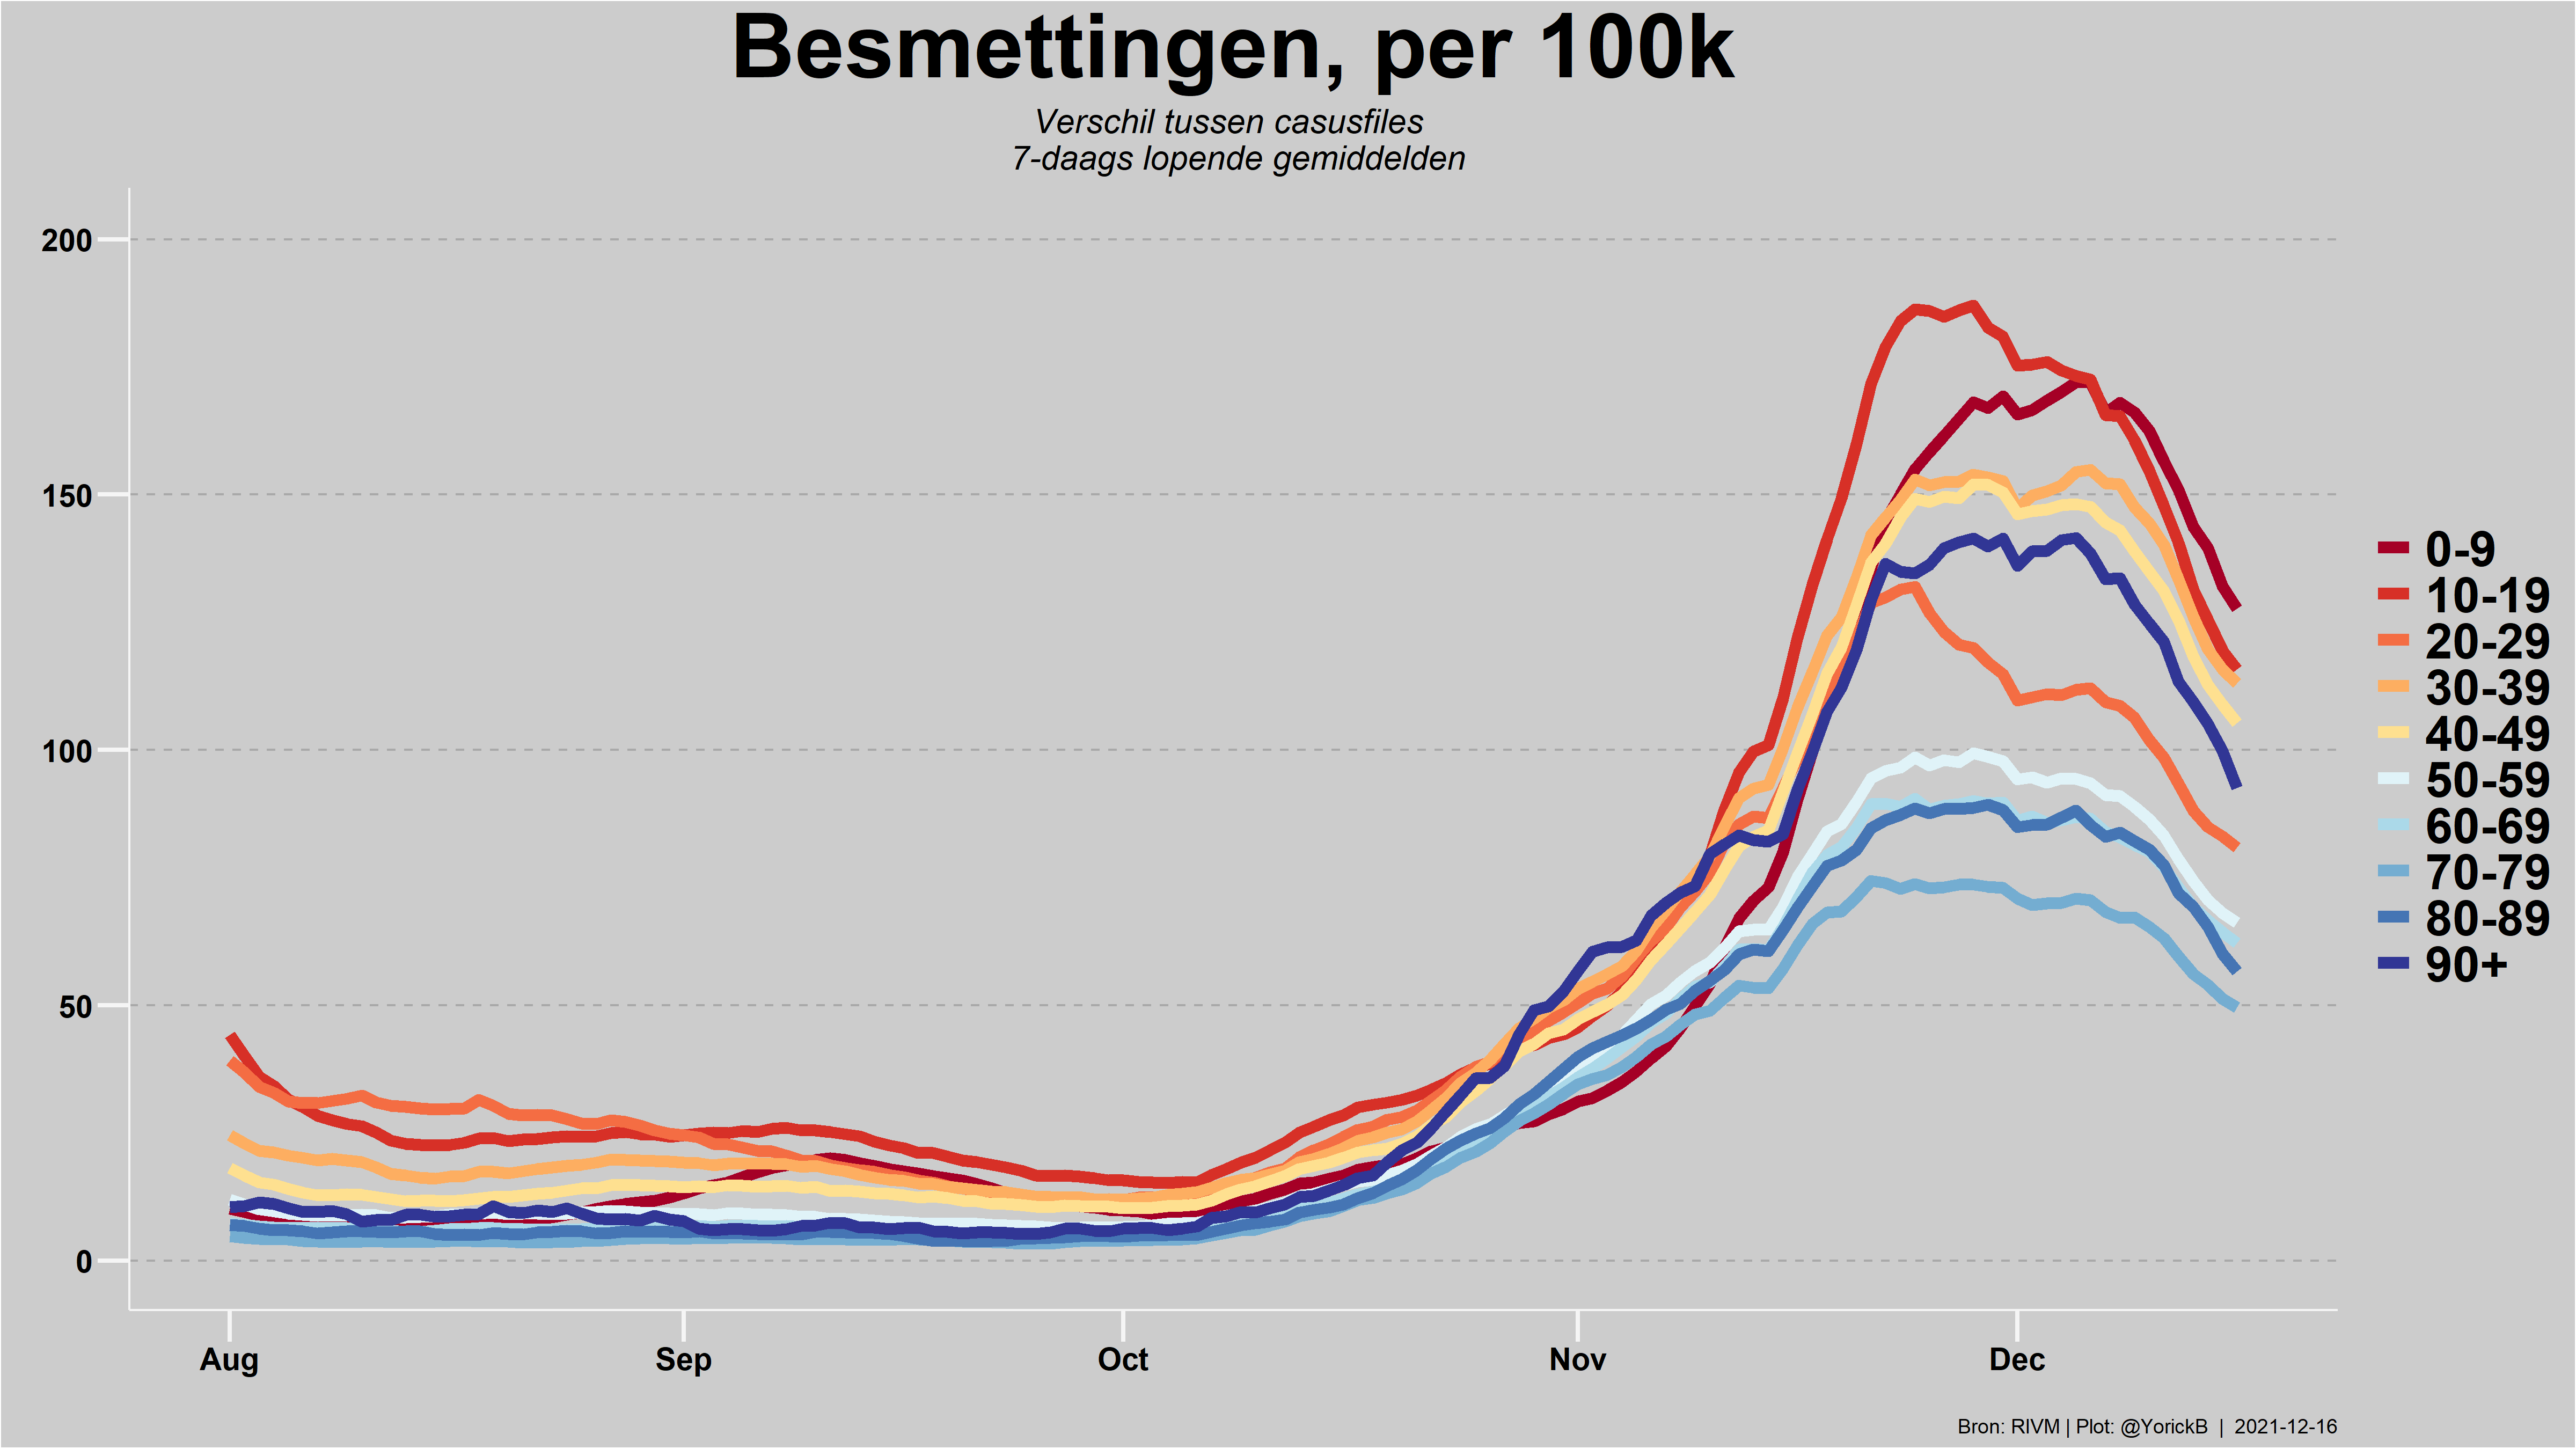 Besmettingen, per 100k
Verschil tussen casusfiles
7-daags lopende gemiddelden
200
150
100
50
0
Aug
Sep
Oct
Nov
Dec
0-9
10-19
20-29
30-39
40-49
50-59
60-69
70-79
80-89
90+
Bron: RIVM | Plot: @YorickB | 2021-12-16